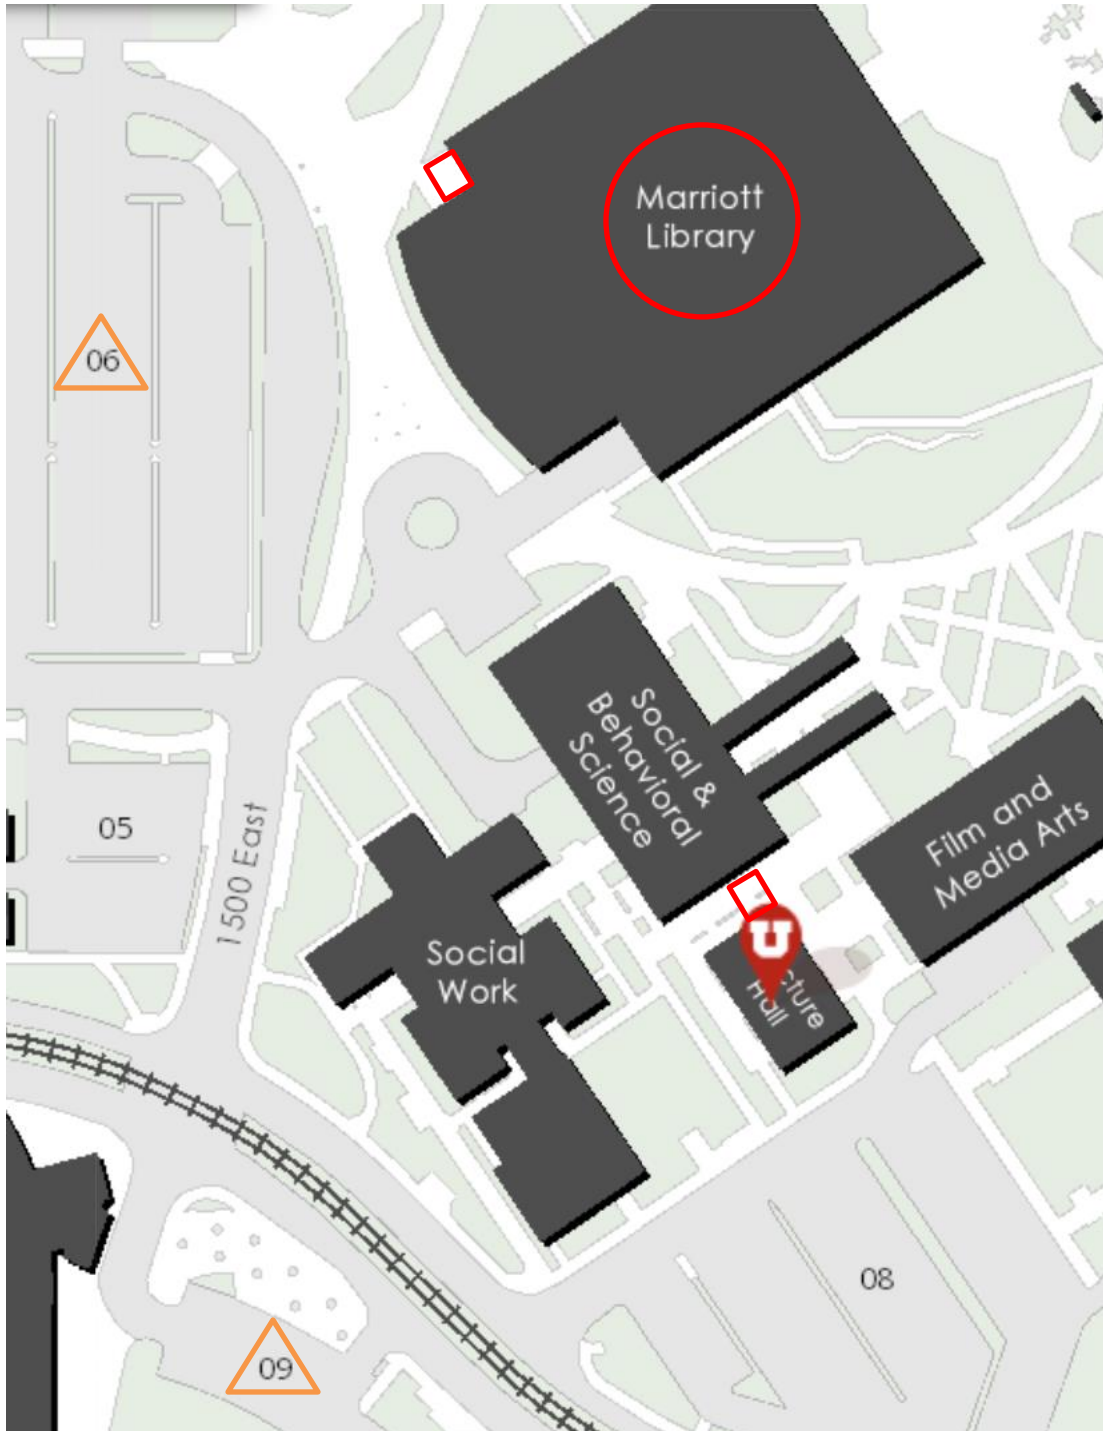 Marriott
Library
06
Social &
Behavioral
Science
05
1500 East
Film and
Media Arts
Social
Work
U
Hall
08
09